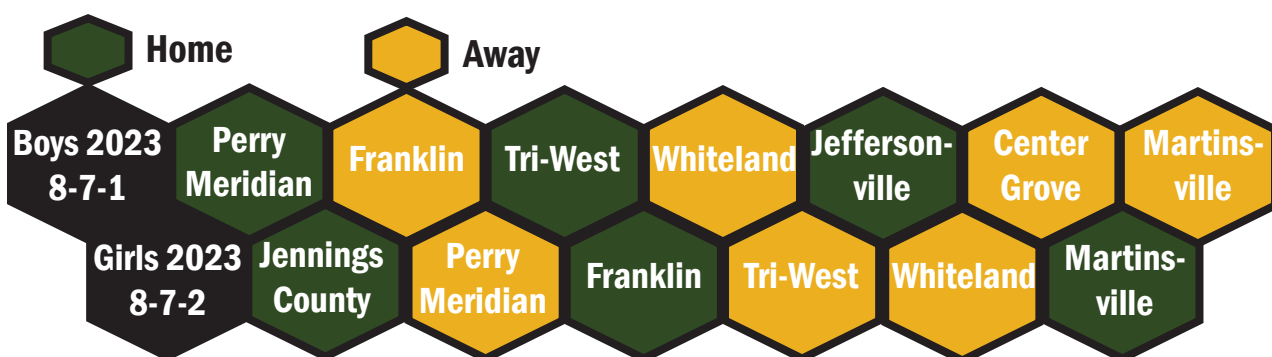 Home
Away
Boys 2023
8-7-1
Perry
Meridian
Franklin
Tri-West
Whiteland
Jefferson-
ville
Center
Grove
Martins-
ville
Girls 2023
8-7-2
Jennings
County
Perry
Meridian
Franklin
Tri-West
Whiteland
Martins-
ville